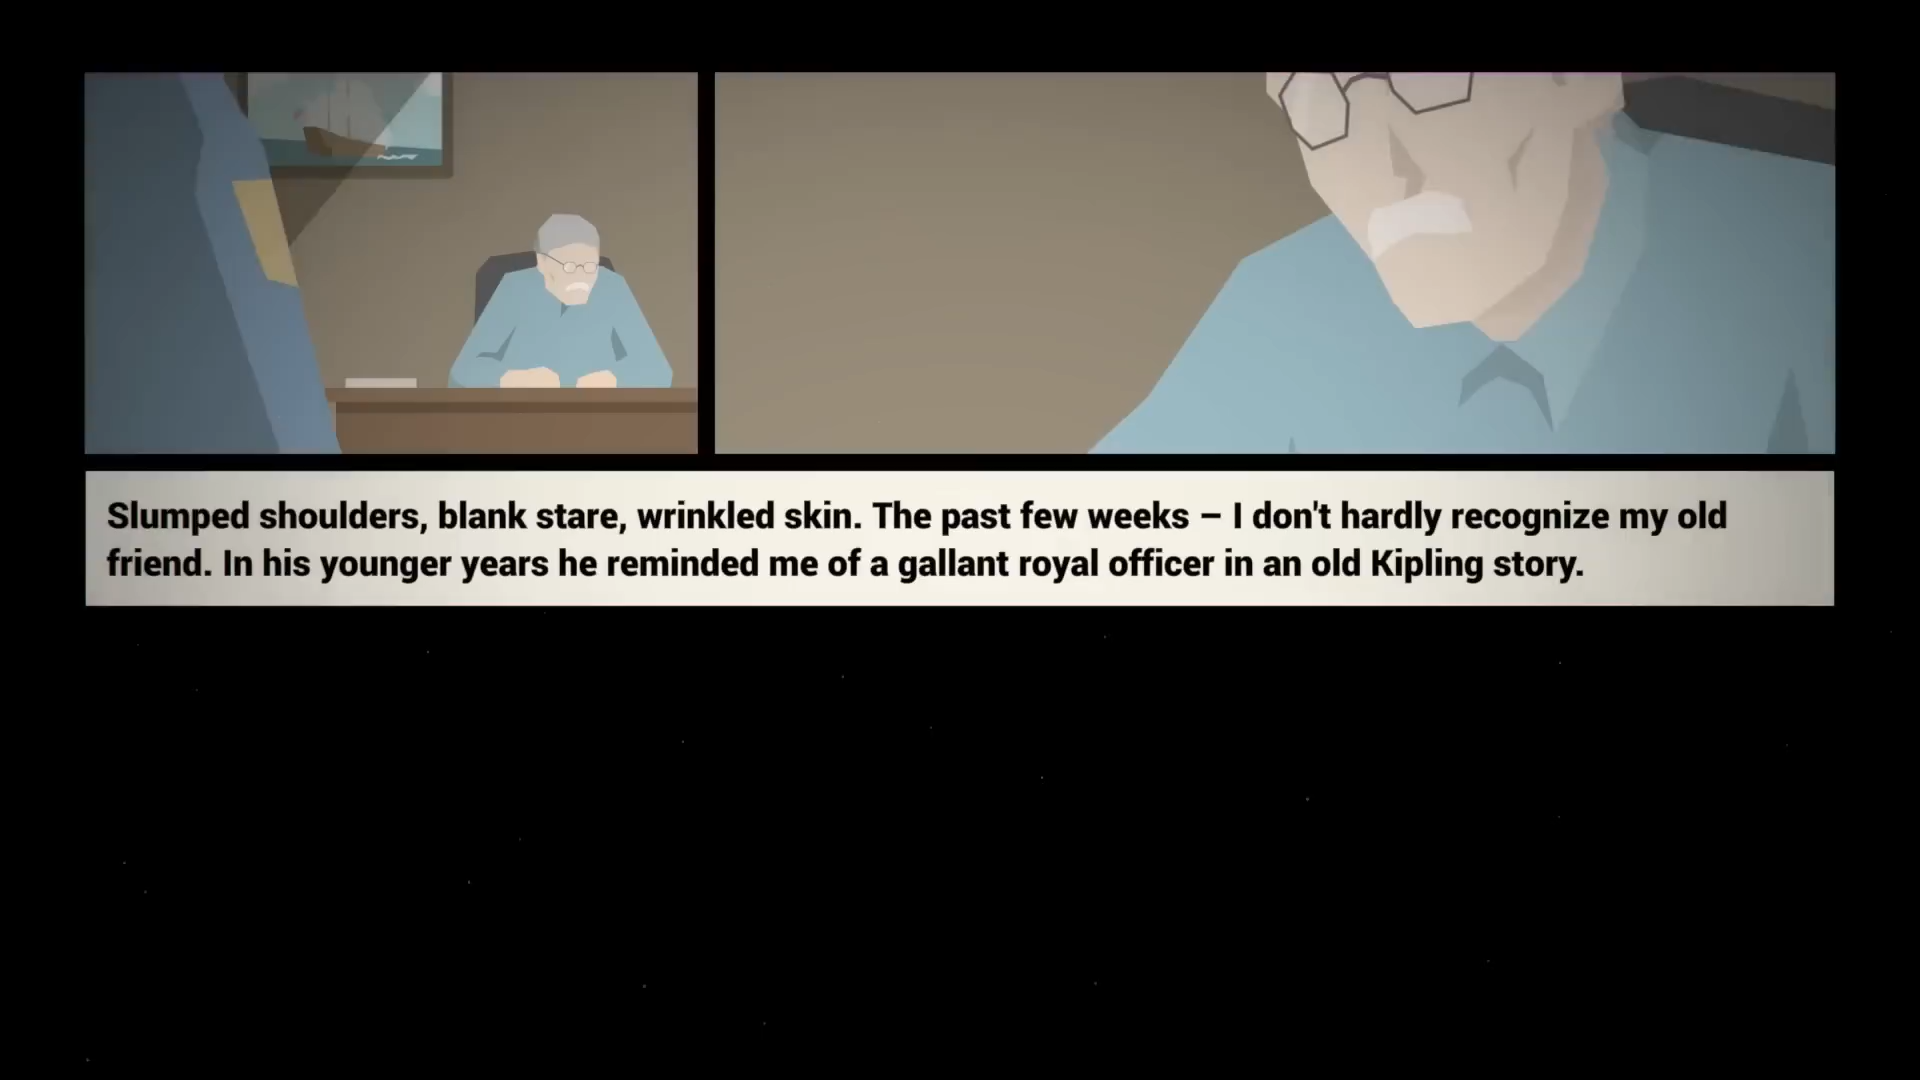 Slumped shoulders, blank stare, wrinkled skin. The past few weeks – I don't hardly recognize my old
friend. In his younger years he reminded me of a gallant royal officer in an old Kipling story.